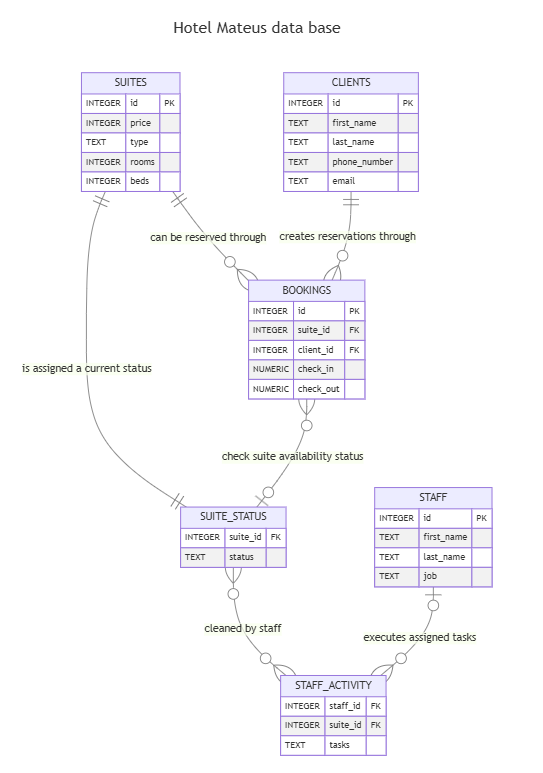 Hotel Mateus data base
SUITES
INTEGER id PK
INTEGER price
TEXT type
INTEGER rooms
INTEGER beds
CLIENTS
INTEGER id PK
TEXT first_name
TEXT last_name
TEXT phone_number
TEXT email
can be reserved through
creates reservations through
BOOKINGS
INTEGER id PK
INTEGER suite_id FK
INTEGER client_id FK
NUMERIC check_in
NUMERIC check_out
is assigned a current status
check suite availability status
SUITE_STATUS
INTEGER suite_id FK
TEXT status
STAFF
INTEGER id PK
TEXT first_name
TEXT last_name
TEXT job
cleaned by staff
executes assigned tasks
STAFF_ACTIVITY
INTEGER staff_id FK
INTEGER suite_id FK
TEXT tasks